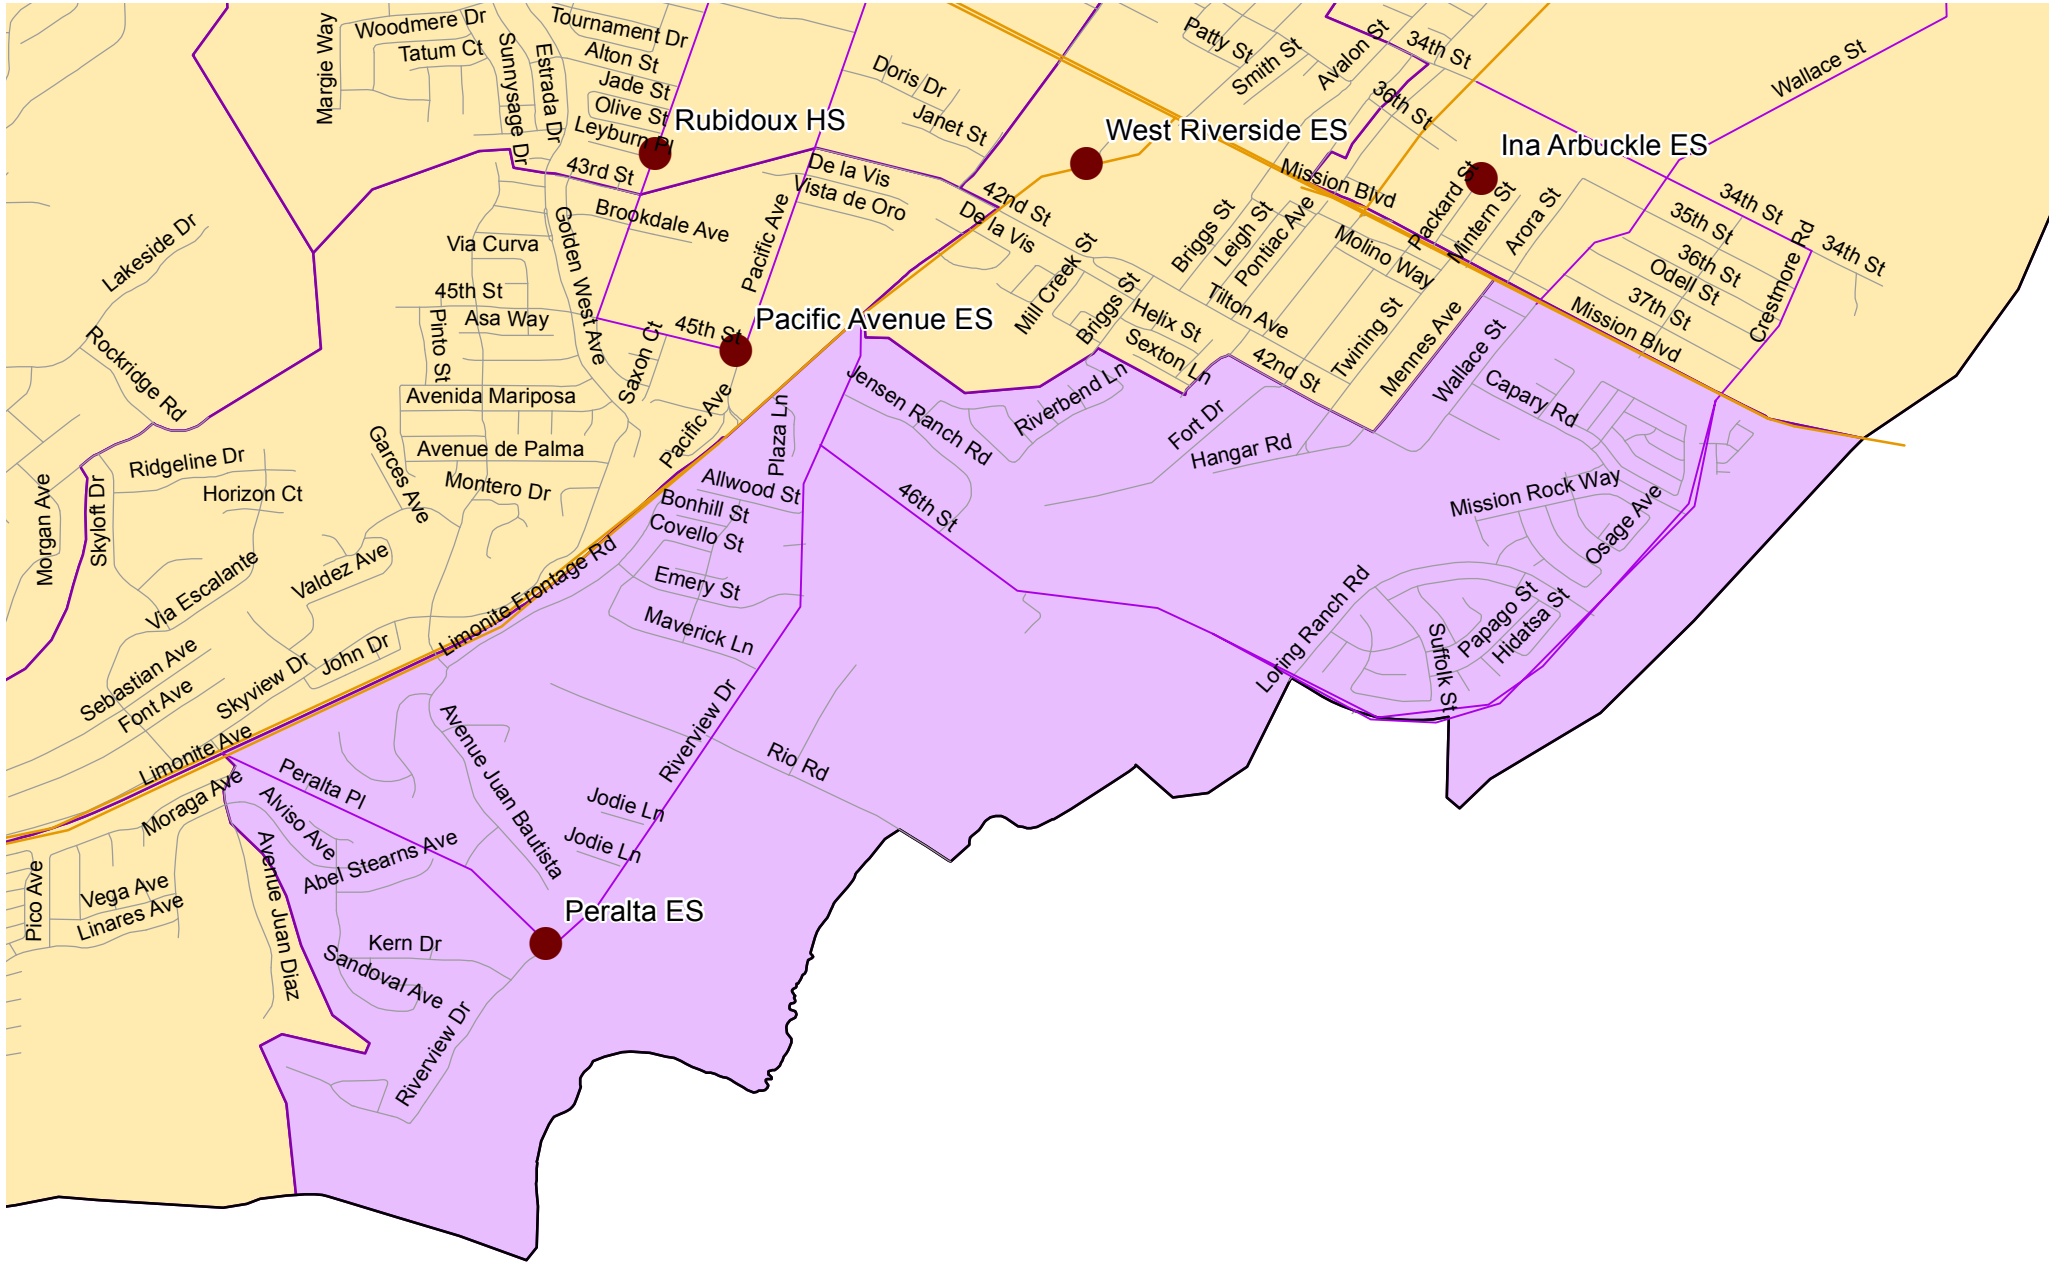 Woodmere Dr
Tournament Dr
Margie Way
Tatum Ct
Sunnysage Dr
Estrada Dr
Alton St
Jade St
Olive St
Leyburn Pl
Rubidoux HS
43rd St
Doris Dr
Janet St
Patty St
Smith St
Avalon St
34th St
36th St
Wallace St
West Riverside ES
Ina Arbuckle ES
Mission Blvd
Packard St
Mintern St
Arora St
34th St
35th St
36th St
Odell St
37th St
Crestmore Rd
34th St
Mission Blvd
De la Vis
Vista de Oro
42nd St
De la Vis
Brookdale Ave
Pacific Ave
Golden West Ave
Lakeside Dr
Via Curva
45th St
Asa Way
Pinto St
Rockridge Rd
45th St
Pacific Avenue ES
Saxon Ct
Mill Creek St
Briggs St
Briggs St
Leigh St
Pontiac Ave
Molino Way
Helix St
Sexton Ln
Tilton Ave
42nd St
Twining St
Mennes Ave
Wallace St
Capary Rd
Avenida Mariposa
Avenue de Palma
Garces Ave
Montero Dr
Pacific Ave
Plaza Ln
Jensen Ranch Rd
Riverbend Ln
Fort Dr
Hangar Rd
Ridgeline Dr
Horizon Ct
Skyloft Dr
Morgan Ave
Allwood St
Bonhill St
Covello St
46th St
Mission Rock Way
Osage Ave
Via Escalante
Valdez Ave
Limonite Frontage Rd
Emery St
Maverick Ln
Loring Ranch Rd
Suffolk St
Papago St
Hidatsa St
Sebastian Ave
Font Ave
Skyview Dr
John Dr
Limonite Ave
Moraga Ave
Peralta Pl
Alviso Ave
Abel Stearns Ave
Avenue Juan Bautista
Riverview Dr
Rio Rd
Jodie Ln
Jodie Ln
Pico Ave
Vega Ave
Linares Ave
Avenue Juan Diaz
Peralta ES
Kern Dr
Sandoval Ave
Riverview Dr